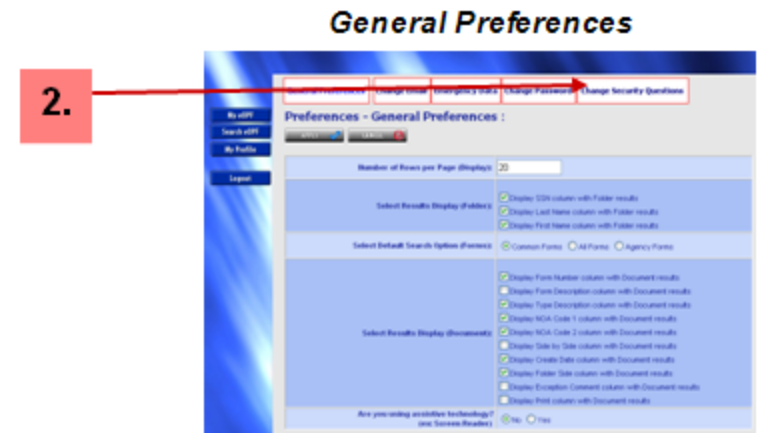 General Preferences
2.
General Preferences Change Email Emergency Data Change Password Change Security Questions
My eOPF
Search eOPF
My Profile
Logout
Preferences - General Preferences :
APPLY CANCEL
Number of Rows per Page (Display): 20
Select Results Display (Folder):
Display SSN column with Folder results
Display Last Name column with Folder results
Display First Name column with Folder results
Select Default Search Option (Forms): Common Forms All Forms Agency Forms
Select Results Display (Document):
Display Form Number column with Document results
Display Form Description column with Document results
Display Type Description column with Document results
Display NOA Code 1 column with Document results
Display NOA Code 2 column with Document results
Display Side by Side column with Document results
Display Create Date column with Document results
Display Folder Side column with Document results
Display Exception Comment column with Document results
Display Print column with Document results
Are you using assistive technology?
(ex: Screen Reader) No Yes